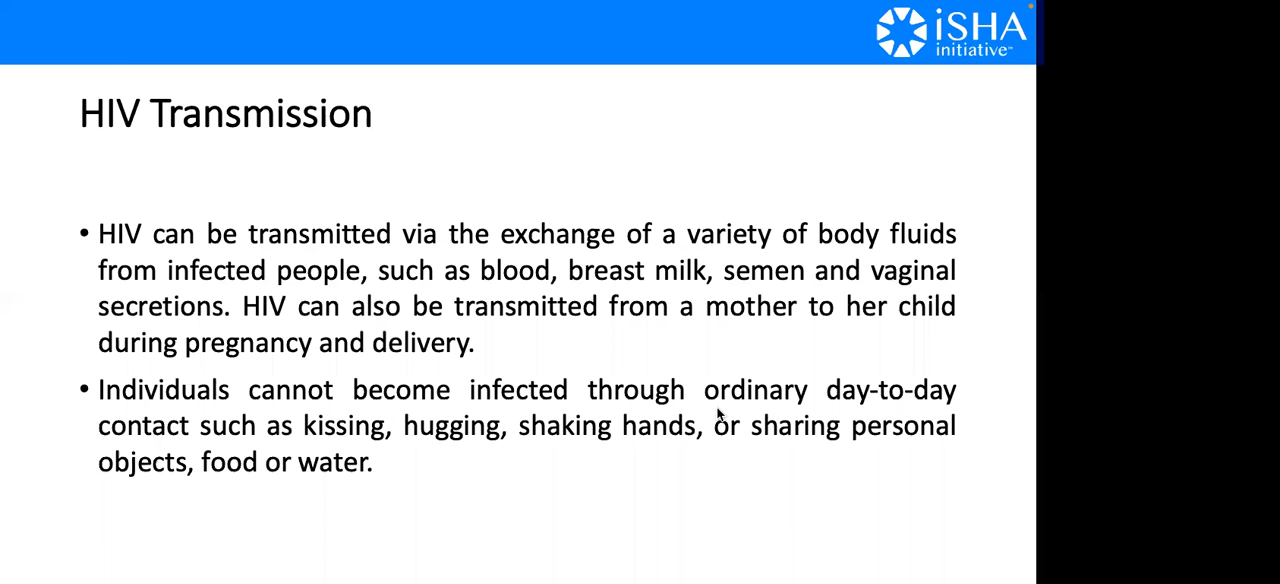 iSHA
initiative™
HIV Transmission
• HIV can be transmitted via the exchange of a variety of body fluids
from infected people, such as blood, breast milk, semen and vaginal
secretions. HIV can also be transmitted from a mother to her child
during pregnancy and delivery.
• Individuals cannot become infected through ordinary day-to-day
contact such as kissing, hugging, shaking hands, or sharing personal
objects, food or water.